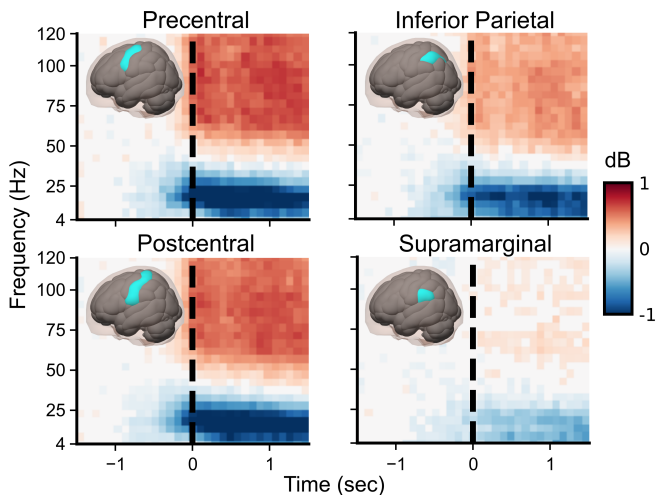 Precentral
Inferior Parietal
120
100
75
50
25
4
dB
1
0
-1
Frequency (Hz)
Postcentral
Supramarginal
120
100
75
50
25
4
−1 0 1
−1 0 1
Time (sec)